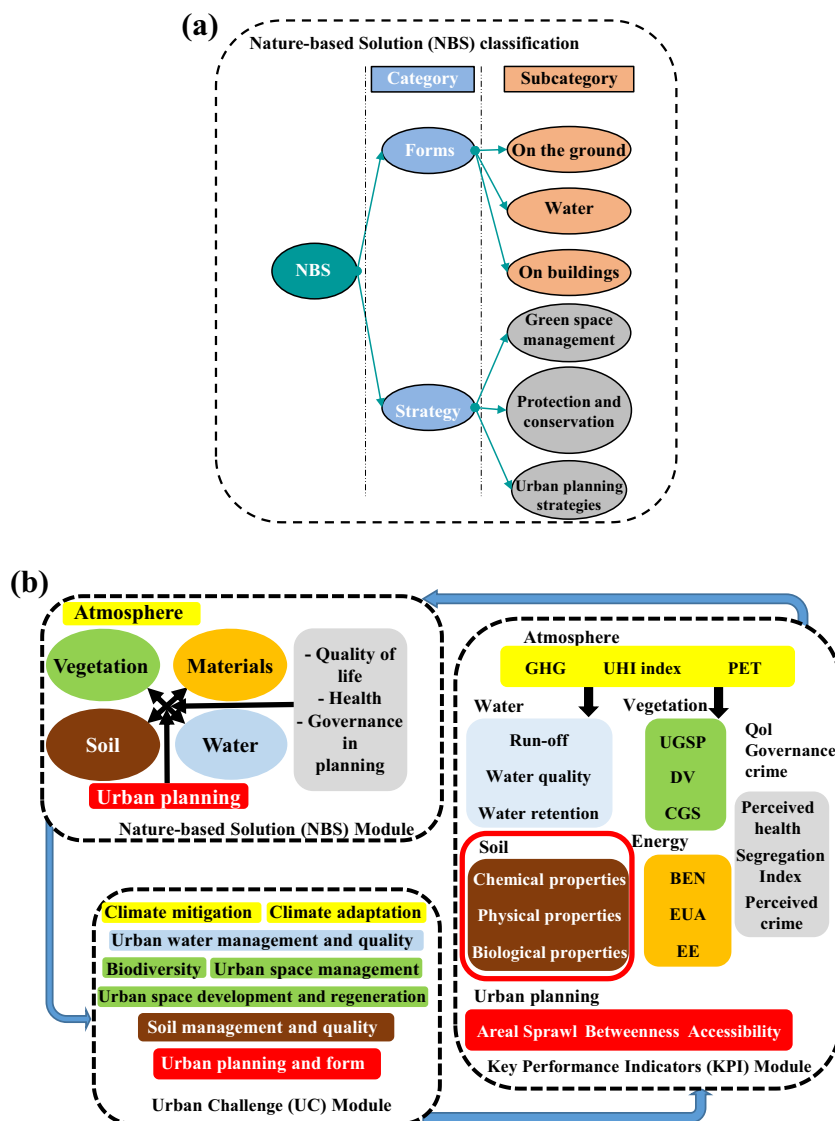 (a)
Nature-based Solution (NBS) classification
Category
Subcategory
Forms
On the ground
Water
NBS
On buildings
Green space
management
Strategy
Protection and
conservation
Urban planning
strategies
(b)
Atmosphere
Vegetation
Materials
Soil
Water
- Quality of
life
- Health
- Governance
in
planning
Urban planning
Nature-based Solution (NBS) Module
Climate mitigation
Climate adaptation
Urban water management and quality
Biodiversity
Urban space management
Urban space development and regeneration
Soil management and quality
Urban planning and form
Urban Challenge (UC) Module
Atmosphere
GHG UHI index PET
Water
Run-off
Water quality
Water retention
Vegetation
UGSP
DV
CGS
Qol
Governance
crime
Perceived
health
Segregation
Index
Perceived
crime
Soil
Chemical properties
Physical properties
Biological properties
Energy
BEN
EUA
EE
Urban planning
Areal Sprawl Betweenness Accessibility
Key Performance Indicators (KPI) Module